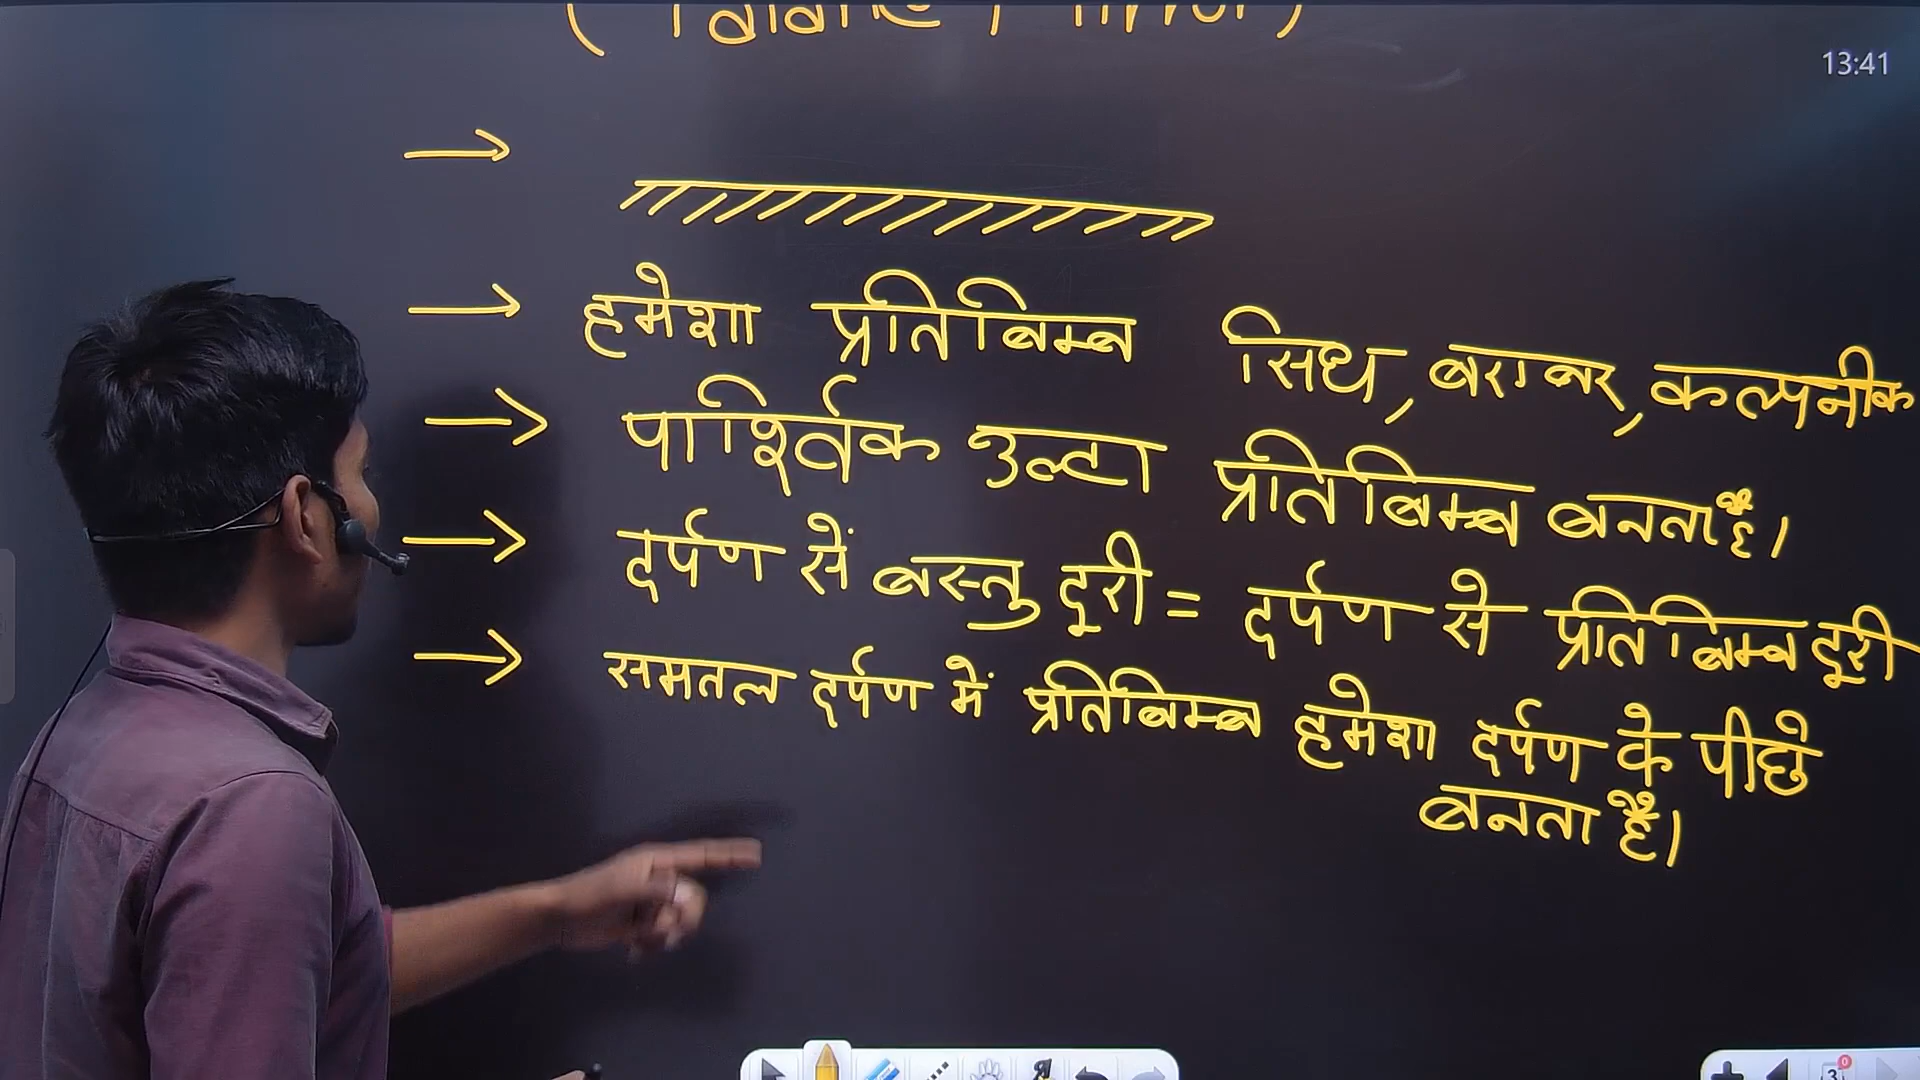 13:41
हमेशा प्रतिबिम्ब सिध, बराबर, कल्पनीक
पार्श्विक उल्टा प्रतिबिम्ब बनता है।
दर्पण सें बस्तु दूरी = दर्पण से प्रतिबिम्ब दूरी
समतल दर्पण में प्रतिबिम्ब हमेशा दर्पण के पीछे
बनता है।